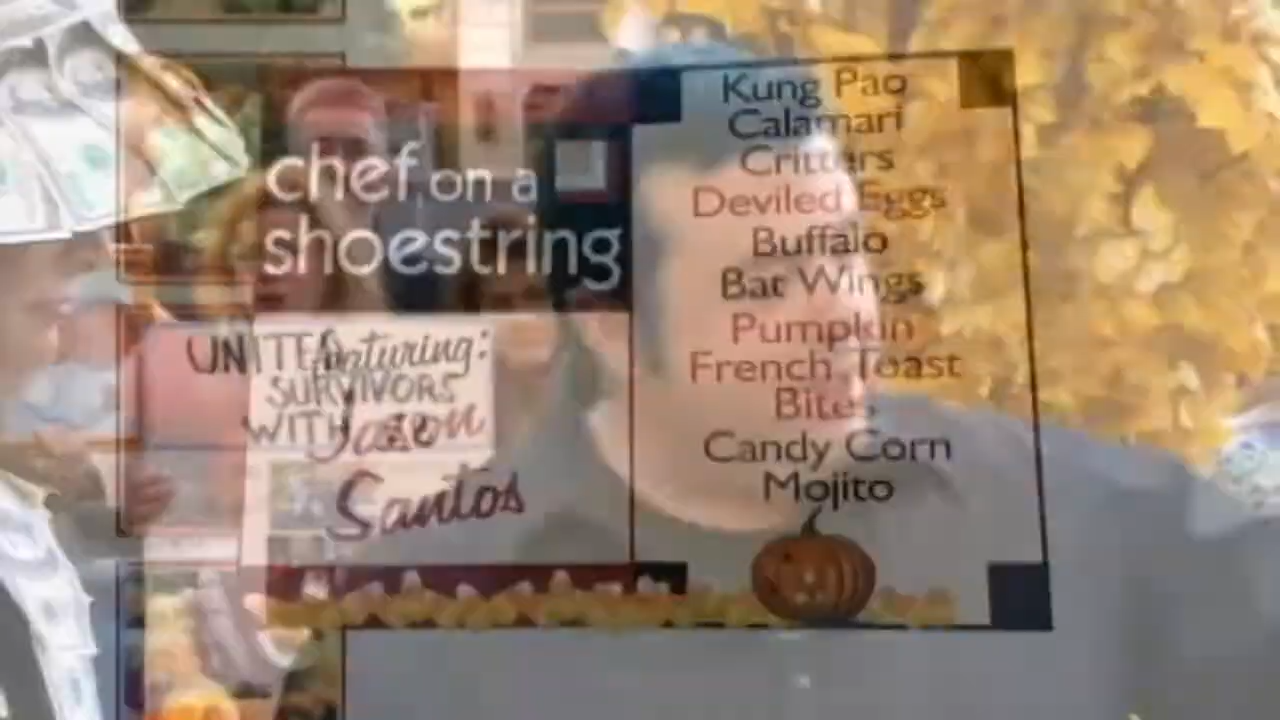 chef on a
shoestring
featuring:
Jason
Santos
UNITED
SURVIVORS
WITH
Kung Pao
Calamari
Critters
Deviled Eggs
Buffalo
Bat Wings
Pumpkin
French Toast
Bites
Candy Corn
Mojito